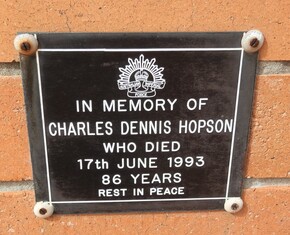 IN MEMORY OF
CHARLES DENNIS HOPSON
WHO DIED
17th JUNE 1993
86 YEARS
REST IN PEACE